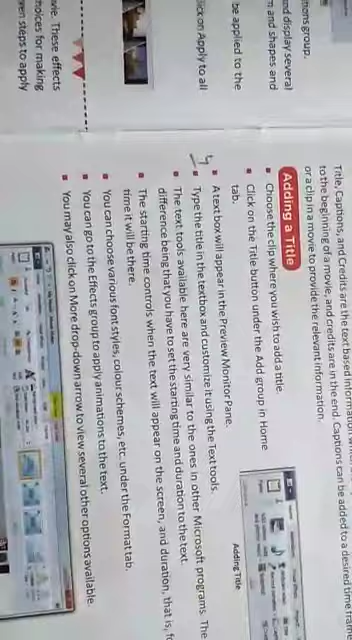 tions group.
nd display several
n and shapes and
be applied to the
lick on Apply to all
vie. These effects
hoices for making
ven steps to apply
Title, Captions, and Credits are the text based information
to the beginning of a movie, and credits are in the end. Captions can be added to a desired time fram
or a clip in a movie to provide the relevant information.
Adding a Title
Choose the clip where you wish to add a title.
Click on the Title button under the Add group in Home
tab.
A text box will appear in the Preview Monitor Pane.
Type the title in the textbox and customize it using the Text tools.
The text tools available here are very similar to the ones in other Microsoft programs. The
difference being that you have to set the starting time and duration to the text.
The starting time controls when the text will appear on the screen, and duration, that is, fo
time it will be there.
You can choose various font styles, colour schemes, etc. under the Format tab.
You can go to the Effects group to apply animations to the text.
You may also click on More drop-down arrow to view several other options available.
Adding Title